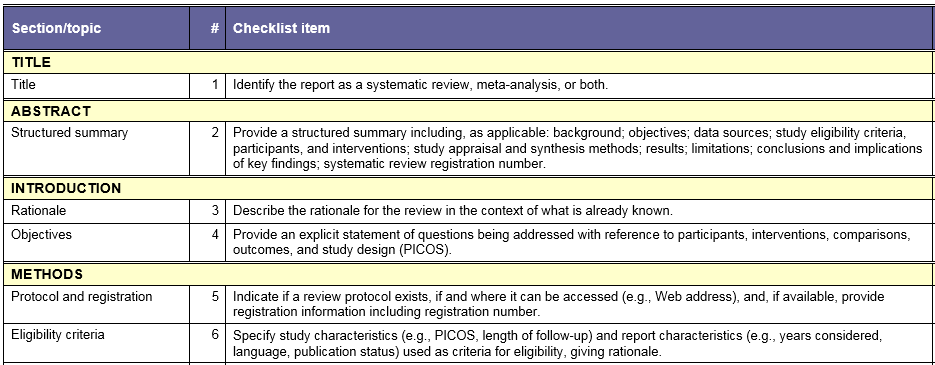 Section/topic # Checklist item
TITLE
Title 1 Identify the report as a systematic review, meta-analysis, or both.
ABSTRACT
Structured summary 2 Provide a structured summary including, as applicable: background; objectives; data sources; study eligibility criteria,
participants, and interventions; study appraisal and synthesis methods; results; limitations; conclusions and implications
of key findings; systematic review registration number.
INTRODUCTION
Rationale 3 Describe the rationale for the review in the context of what is already known.
Objectives 4 Provide an explicit statement of questions being addressed with reference to participants, interventions, comparisons,
outcomes, and study design (PICOS).
METHODS
Protocol and registration 5 Indicate if a review protocol exists, if and where it can be accessed (e.g., Web address), and, if available, provide
registration information including registration number.
Eligibility criteria 6 Specify study characteristics (e.g., PICOS, length of follow-up) and report characteristics (e.g., years considered,
language, publication status) used as criteria for eligibility, giving rationale.